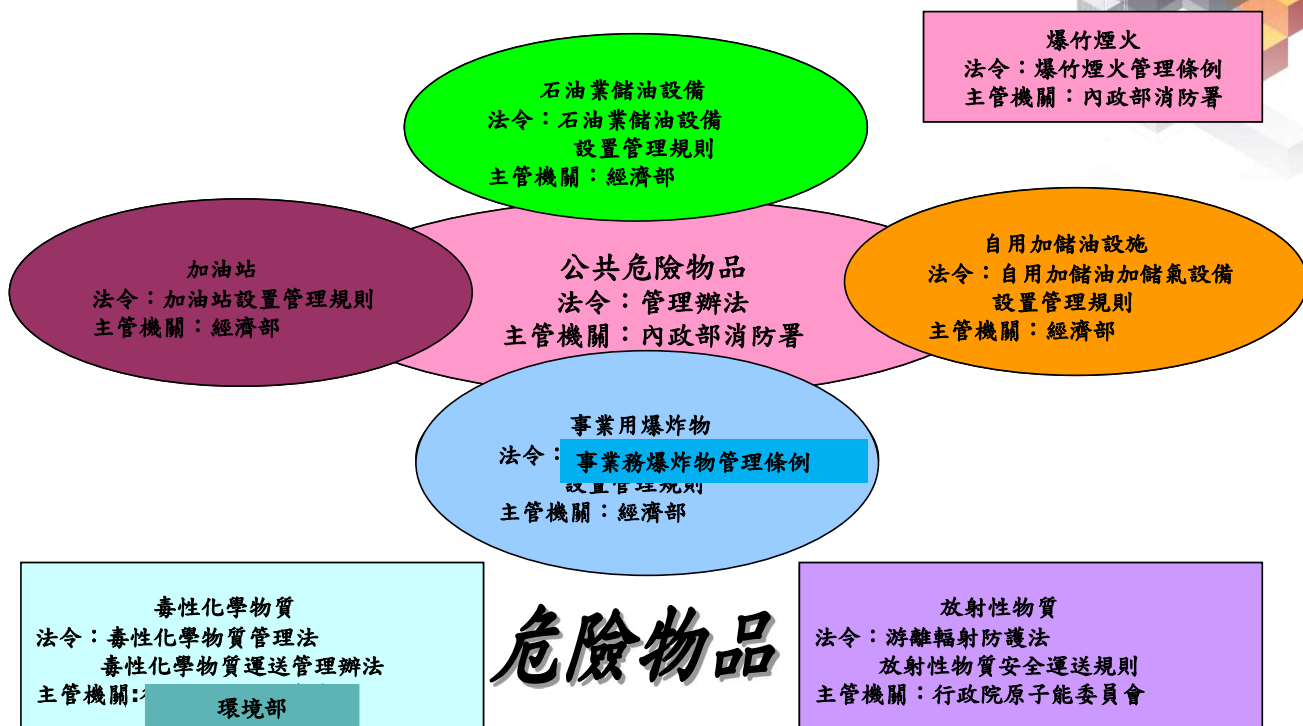 爆竹煙火
法令：爆竹煙火管理條例
主管機關：內政部消防署
石油業儲油設備
法令：石油業儲油設備
設置管理規則
主管機關：經濟部
加油站
法令：加油站設置管理規則
主管機關：經濟部
公共危險物品
法令：管理辦法
主管機關：內政部消防署
自用加儲油設施
法令：自用加儲油加儲氣設備
設置管理規則
主管機關：經濟部
事業用爆炸物
法令：事業務爆炸物管理條例
設置管理規則
主管機關：經濟部
毒性化學物質
法令：毒性化學物質管理法
毒性化學物質運送管理辦法
主管機關:
環境部
危險物品
放射性物質
法令：游離輻射防護法
放射性物質安全運送規則
主管機關：行政院原子能委員會